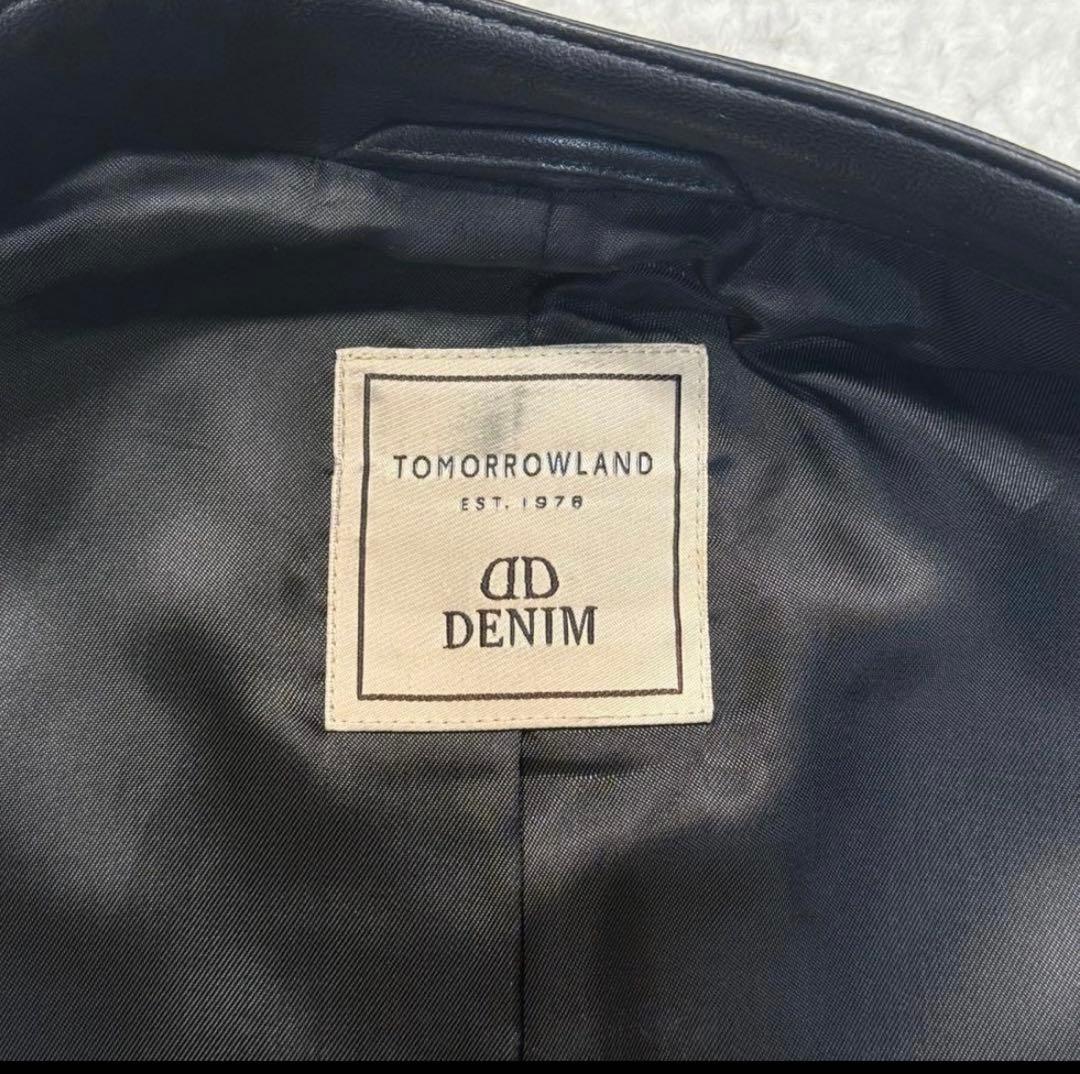 TOMORROWLAND
EST. 1978
DD
DENIM